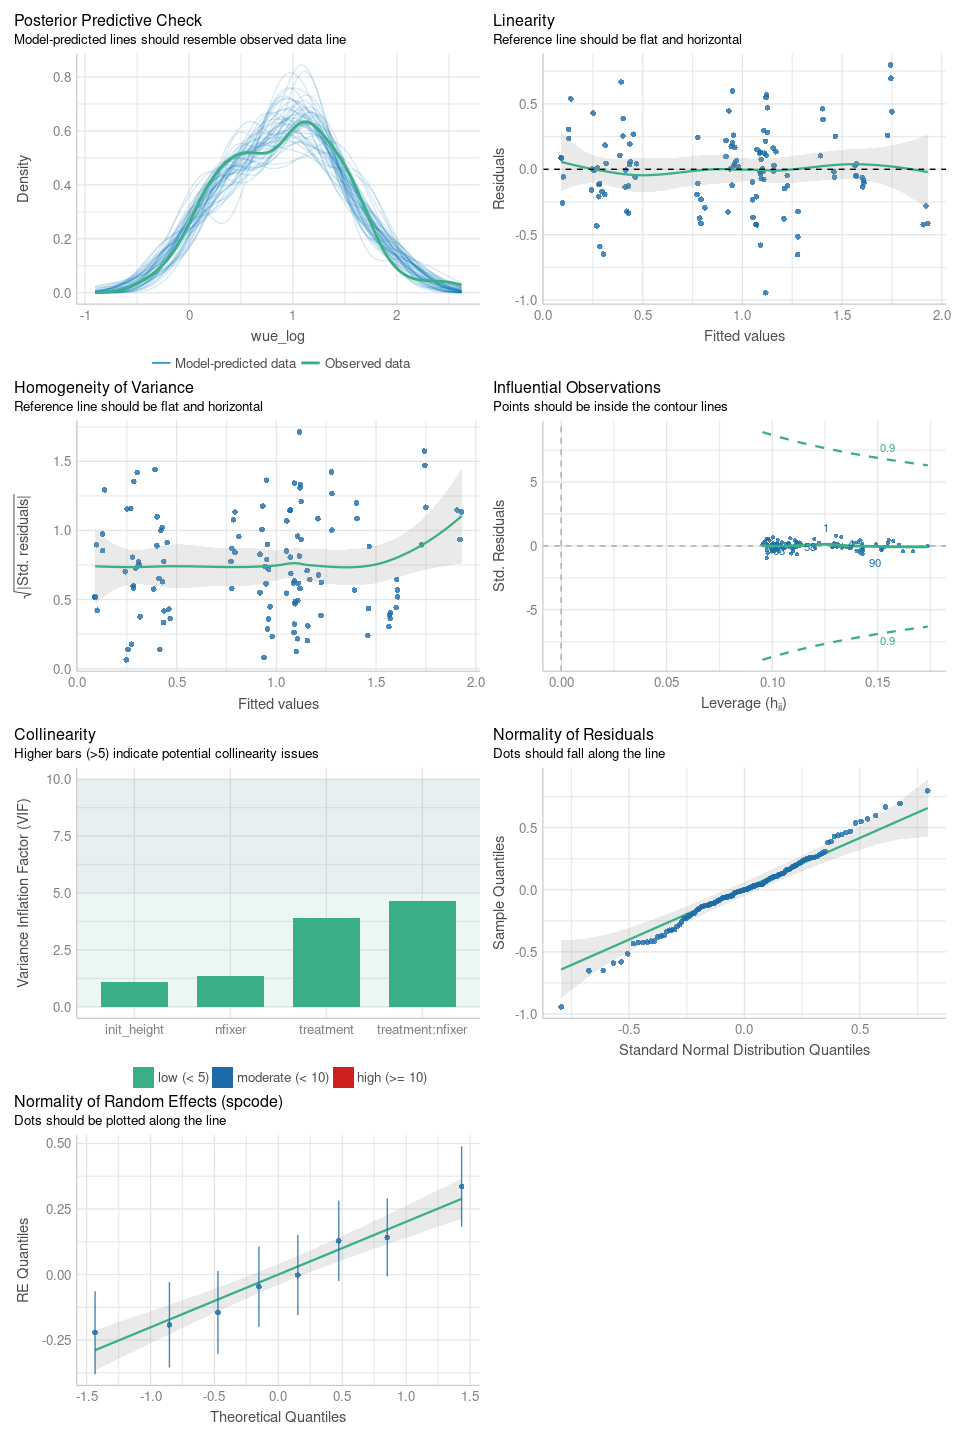 Posterior Predictive Check
Model-predicted lines should resemble observed data line
Density
0.8
0.6
0.4
0.2
0.0
-1
0
1
2
wue_log
Model-predicted data
Observed data
Linearity
Reference line should be flat and horizontal
Residuals
0.5
0.0
-0.5
-1.0
0.0
0.5
1.0
1.5
2.0
Fitted values
Homogeneity of Variance
Reference line should be flat and horizontal
√|Std. residuals|
1.5
1.0
0.5
0.0
0.0
0.5
1.0
1.5
2.0
Fitted values
Influential Observations
Points should be inside the contour lines
Std. Residuals
5
0
-5
0.9
1
90
0.9
0.00
0.05
0.10
0.15
Leverage (hii)
Collinearity
Higher bars (>5) indicate potential collinearity issues
Variance Inflation Factor (VIF)
10.0
7.5
5.0
2.5
0.0
init_height
nfixer
treatment
treatment:nfixer
low (< 5)
moderate (< 10)
high (>= 10)
Normality of Residuals
Dots should fall along the line
Sample Quantiles
0.5
0.0
-0.5
-1.0
-0.5
0.0
0.5
Standard Normal Distribution Quantiles
Normality of Random Effects (spcode)
Dots should be plotted along the line
RE Quantiles
0.50
0.25
0.00
-0.25
-1.5
-1.0
-0.5
0.0
0.5
1.0
1.5
Theoretical Quantiles